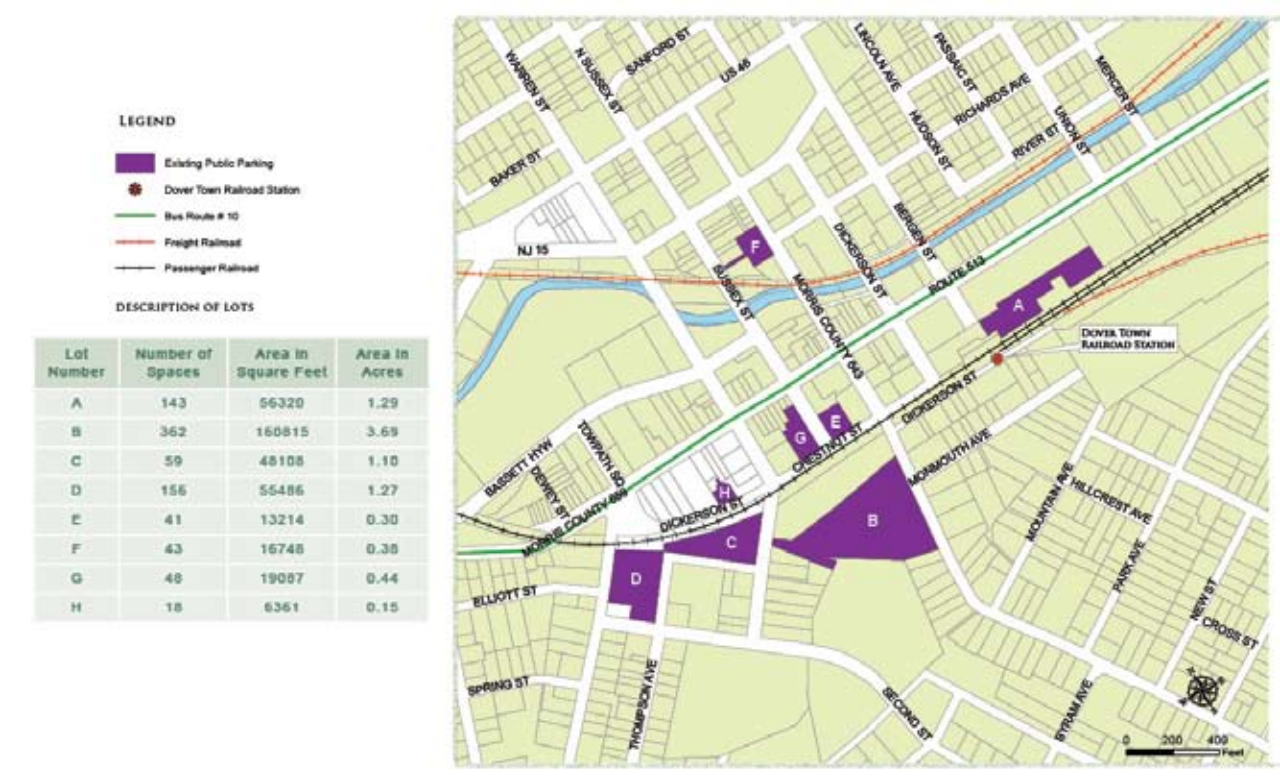 LEGEND
Existing Public Parking
Dover Town Railroad Station
Bus Route # 10
Freight Railroad
Passenger Railroad
DESCRIPTION OF LOTS
Lot Number | Number of Spaces | Area in Square Feet | Area in Acres
A 143 56320 1.29
B 362 160815 3.69
C 59 48108 1.10
D 156 55486 1.27
E 41 13214 0.30
F 43 16748 0.38
G 48 19087 0.44
H 18 6361 0.15
WARREN ST
N SUSSEX ST
SANFORD ST
US 46
LINCOLN AVE
PASSAIC ST
RICHARDS AVE
MERCER ST
HUDSON ST
RIVER ST
UNION ST
BAKER ST
NJ 15
F
SUSSEX ST
DICKERSON ST
BERGEN ST
MORRIS COUNTY 643
ROUTE 513
A
DOVER TOWN
RAILROAD STATION
DICKERSON ST
G
E
CHESTNUT ST
MONMOUTH AVE
BASSETT HYW
DEWEY ST
TOWPATH SQ
H
DICKERSON ST
B
C
D
MOUNTAIN AVE
HILLCREST AVE
PARK AVE
NEW ST
CROSS ST
ELLIOTT ST
SPRING ST
THOMPSON AVE
SECOND ST
BYRAM AVE
0 200 400
Feet